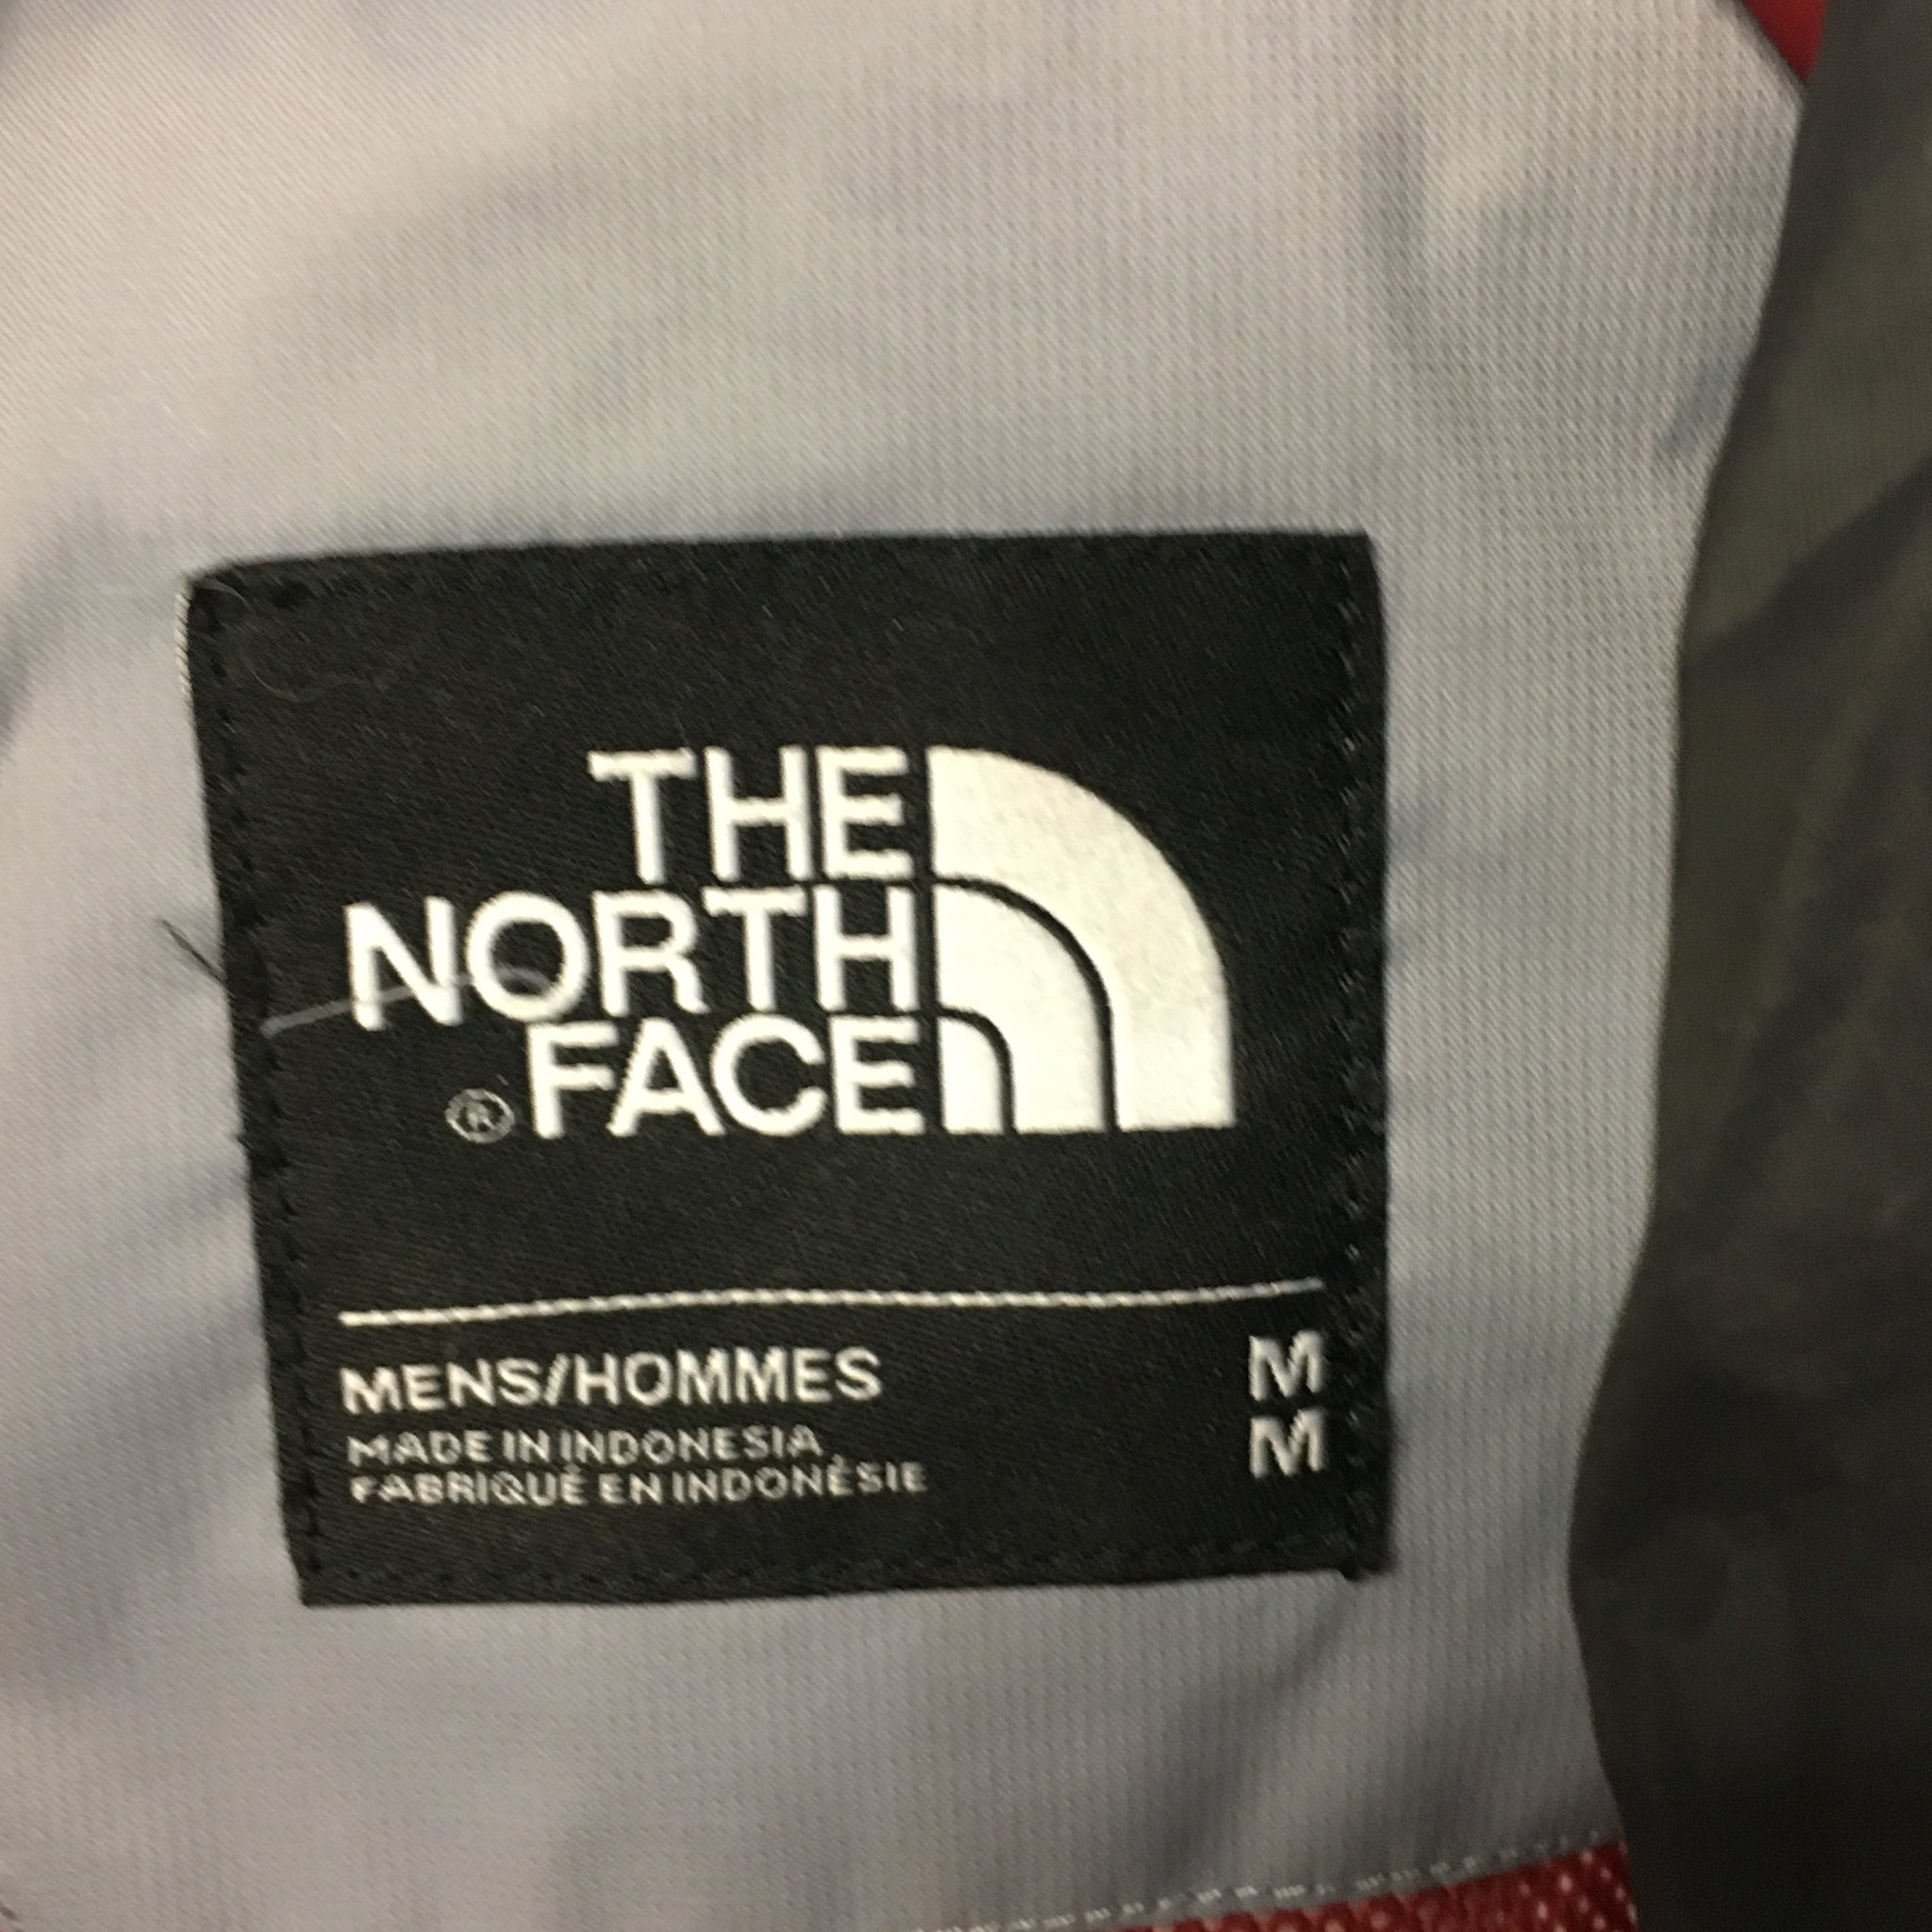 THE
NORTH
® FACE
MENS/HOMMES M
MADE IN INDONESIA M
FABRIQUÉ EN INDONÉSIE